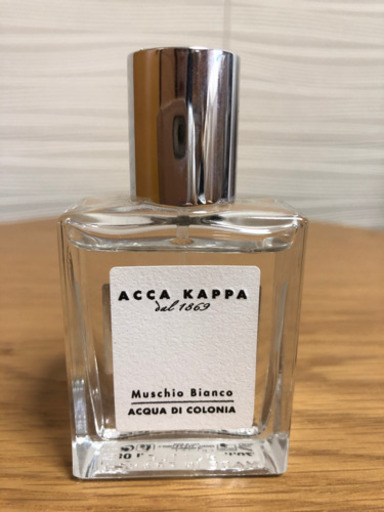 ACCA KAPPA
dal 1869
Muschio Bianco
ACQUA DI COLONIA